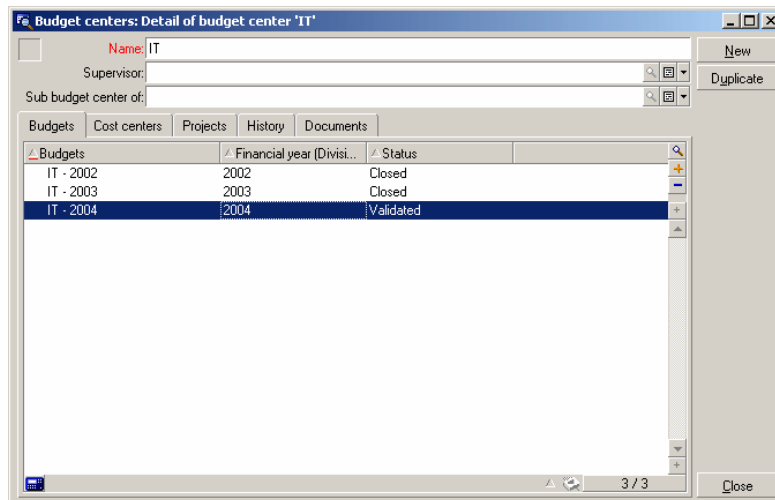 Budget centers: Detail of budget center 'IT'
Name: IT
New
Supervisor:
Duplicate
Sub budget center of:
Budgets Cost centers Projects History Documents
Budgets Financial year (Divisi... Status
IT - 2002 2002 Closed
IT - 2003 2003 Closed
IT - 2004 2004 Validated
3 / 3
Close